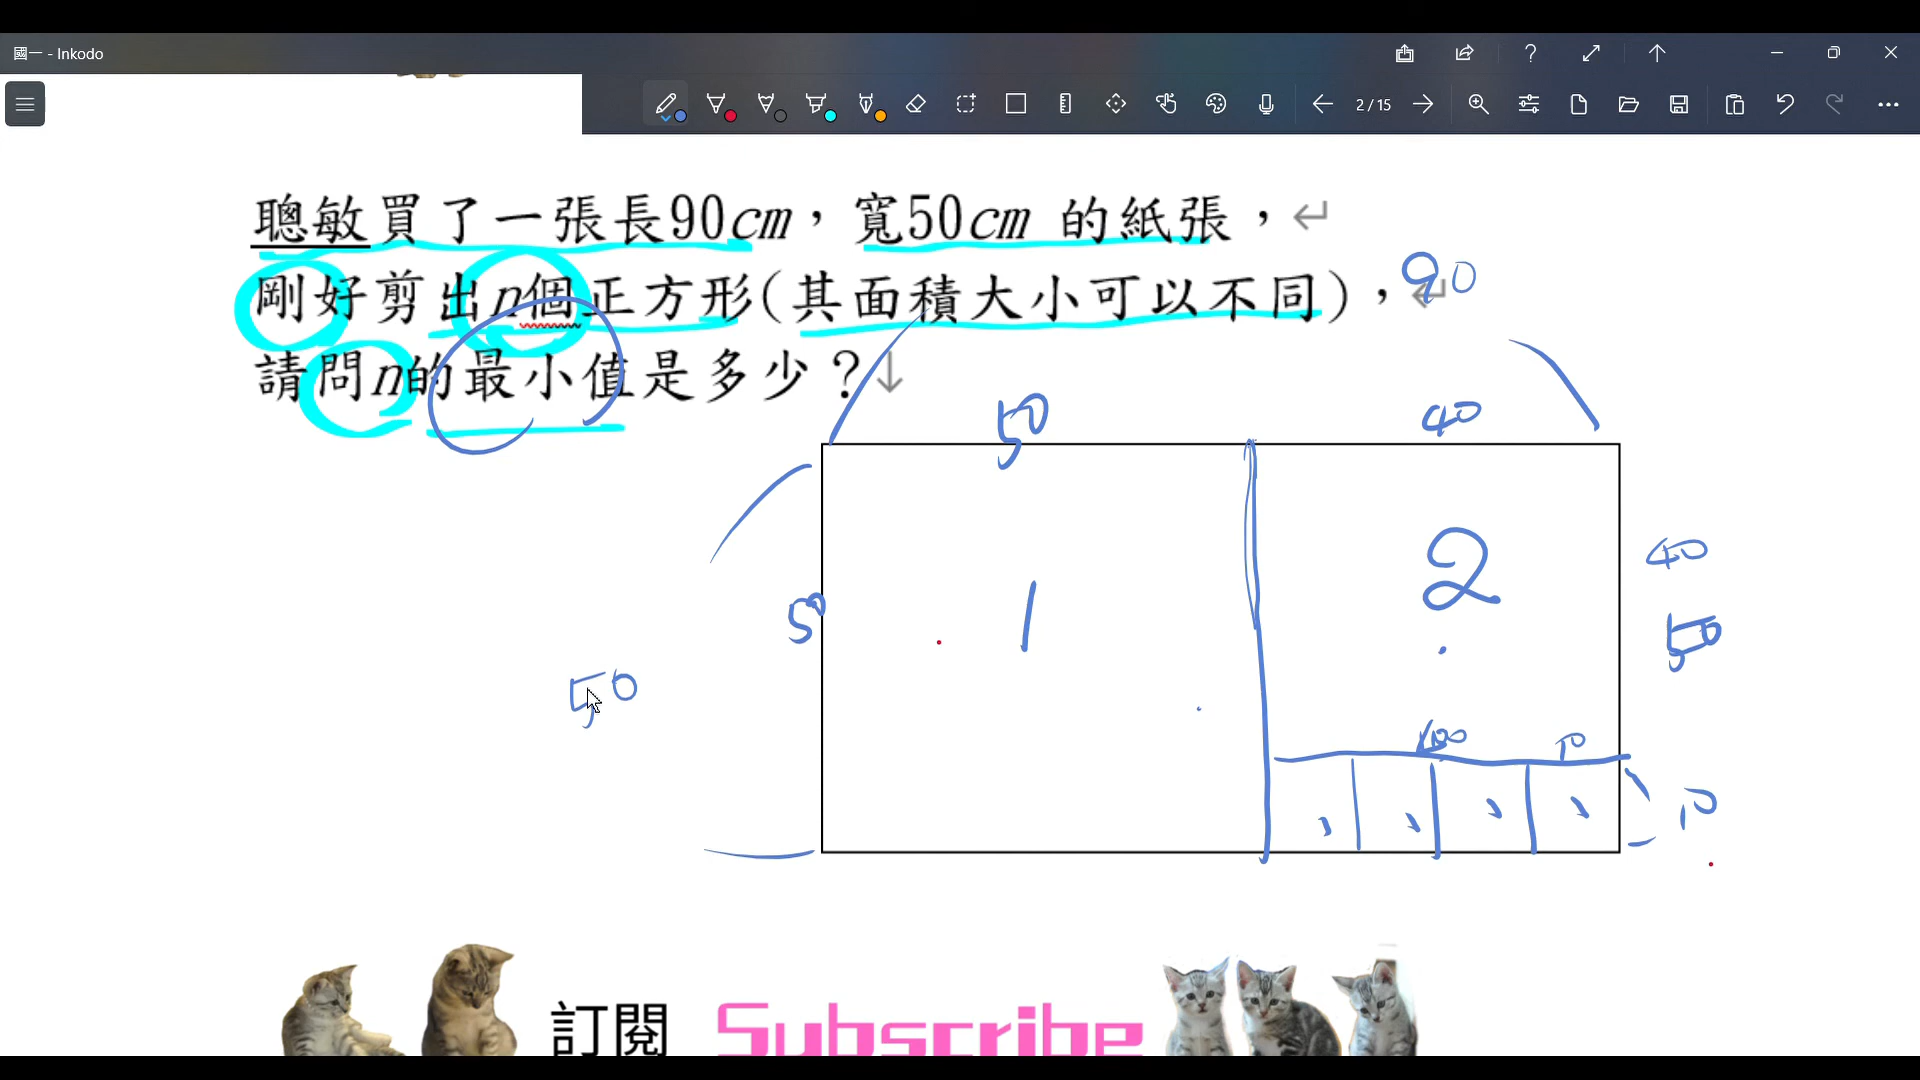 國一 - Inkodo
2/15
聰敏買了一張長90cm，寬50cm 的紙張，↵
剛好剪出n個正方形(其面積大小可以不同)，↵
90
請問n的最小值是多少？↓
50
40
2
40
1
50
50
50
10
10
訂閱 Subscribe